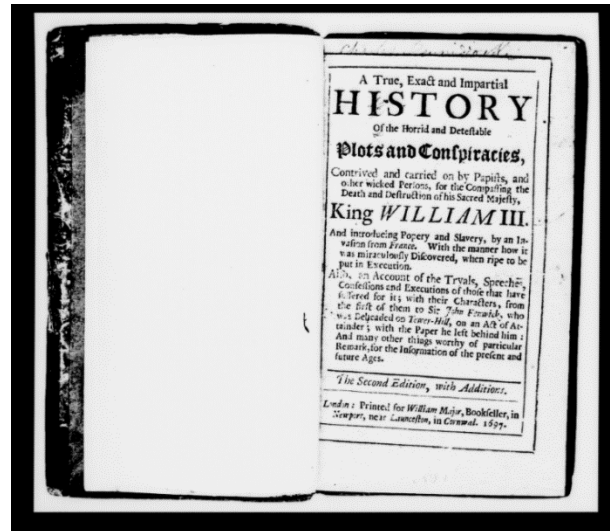 A True, Exact and Impartial
HISTORY
Of the Horrid and Deteſtable
Plots and Conſpiracies,
Contrived and carried on by Papiſts, and
other wicked Perſons, for the Compaſſing the
Death and Deſtruction of his Sacred Majeſty,
King WILLIAM III.
And introducing Popery and Slavery, by an In-
vaſion from France. With the manner how it
was miraculouſly Diſcovered, when ripe to be
put in Execution.
Alſo, an Account of the Tryals, Speeches,
Confeſſions and Executions of thoſe that have
ſuffered for it; with their Characters, from
the firſt of them to Sir John Fenwick, who
was Beheaded on Tower-Hill, on an Act of At-
tainder; with the Paper he left behind him:
And many other things worthy of particular
Remark, for the Information of the preſent and
future Ages.
The Second Edition, with Additions.
London: Printed for William Major, Bookſeller, in
Newport, near Launceſton, in Cornwal. 1697.